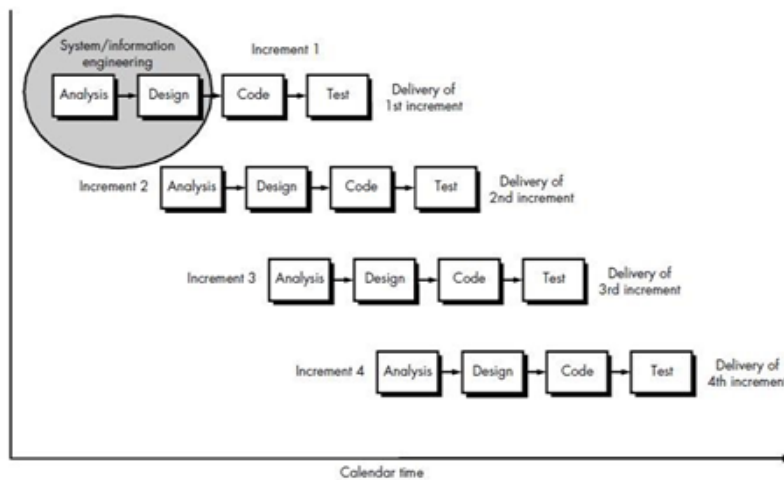 System/information
engineering
Increment 1
Analysis
Design
Code
Test
Delivery of
1st increment
Increment 2
Analysis
Design
Code
Test
Delivery of
2nd increment
Increment 3
Analysis
Design
Code
Test
Delivery of
3rd increment
Increment 4
Analysis
Design
Code
Test
Delivery of
4th increment
Calendar time